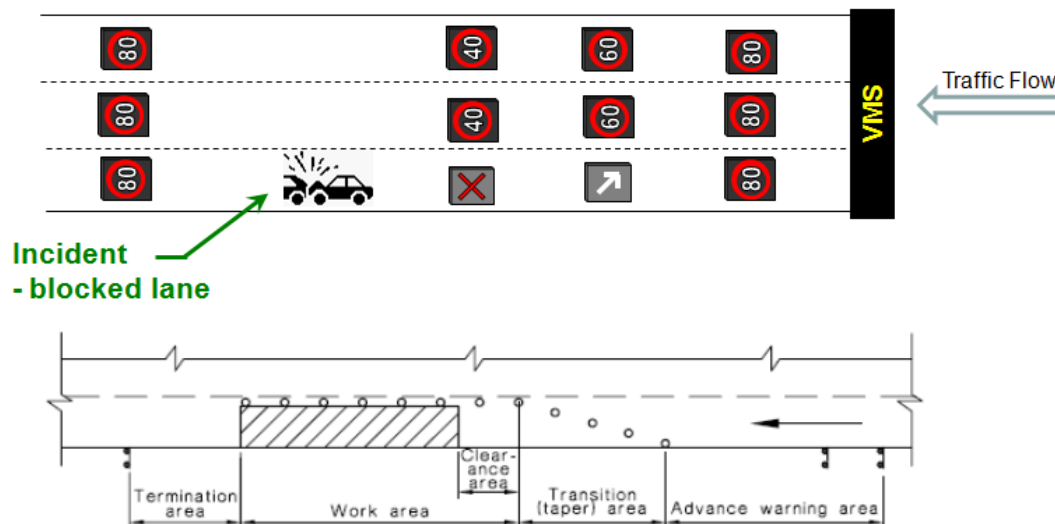 80
40
60
80
80
40
60
80
80
80
VMS
Traffic Flow
Incident
- blocked lane
Termination
area
Work area
Clear-
ance
area
Transition
(taper) area
Advance warning area